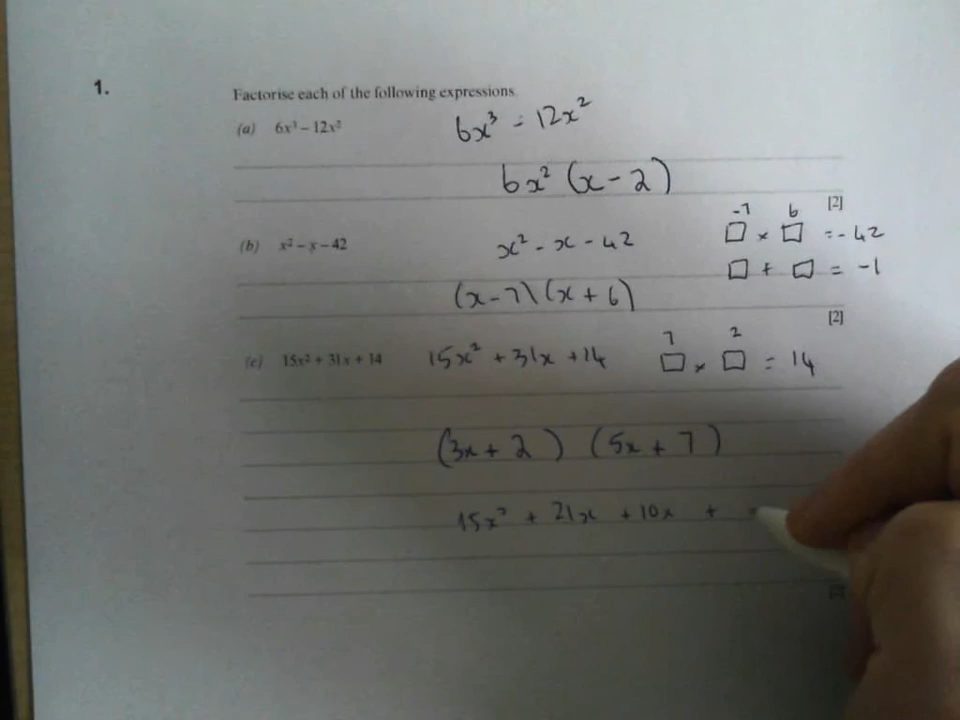 1.
Factorise each of the following expressions.
(a) 6x³ – 12x² 6x³ - 12x²
6x² (x - 2)
[2]
-7 6
(b) x² – x – 42 x² - x - 42 □ × □ = -42
□ + □ = -1
(x - 7)(x + 6)
[2]
7 2
(c) 15x² + 31x + 14 15x² + 31x + 14 □ × □ = 14
(3x + 2) (5x + 7)
15x² + 21x + 10x +